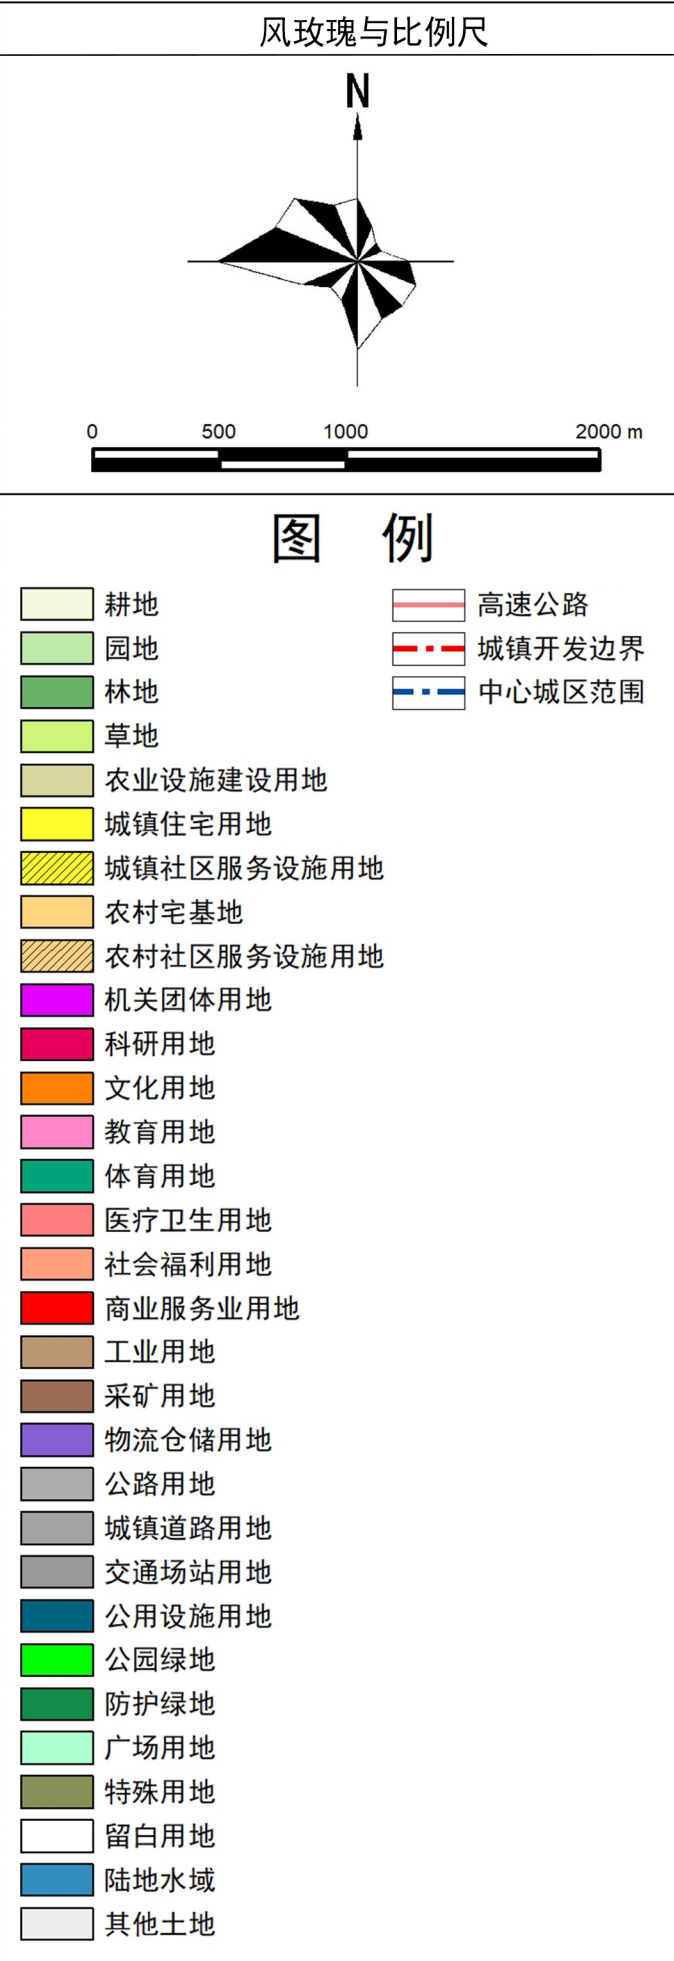 风玫瑰与比例尺
N
0 500 1000 2000 m
图 例
耕地
园地
林地
草地
农业设施建设用地
城镇住宅用地
城镇社区服务设施用地
农村宅基地
农村社区服务设施用地
机关团体用地
科研用地
文化用地
教育用地
体育用地
医疗卫生用地
社会福利用地
商业服务业用地
工业用地
采矿用地
物流仓储用地
公路用地
城镇道路用地
交通场站用地
公用设施用地
公园绿地
防护绿地
广场用地
特殊用地
留白用地
陆地水域
其他土地
高速公路
城镇开发边界
中心城区范围